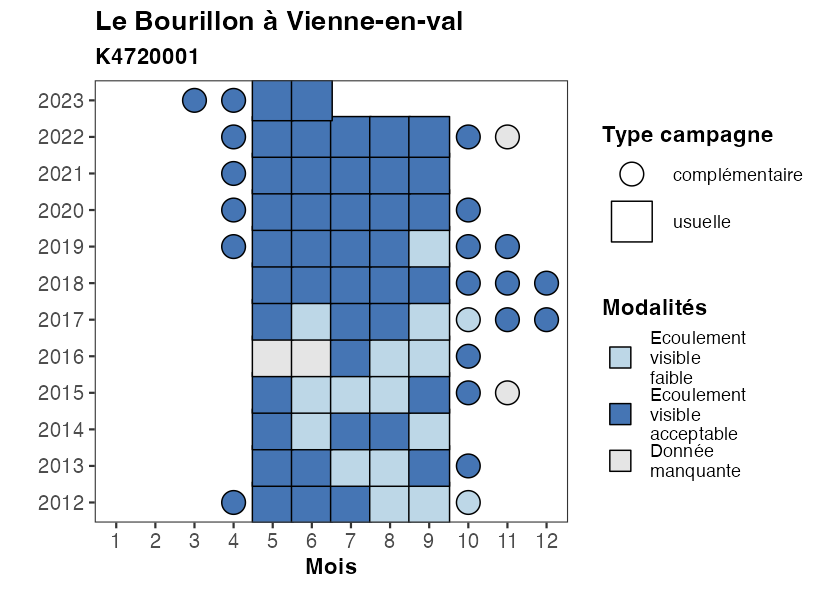 Le Bourillon à Vienne-en-val
K4720001
2023
2022
2021
2020
2019
2018
2017
2016
2015
2014
2013
2012
1 2 3 4 5 6 7 8 9 10 11 12
Mois
Type campagne
complémentaire
usuelle
Modalités
Ecoulement
visible
faible
Ecoulement
visible
acceptable
Donnée
manquante